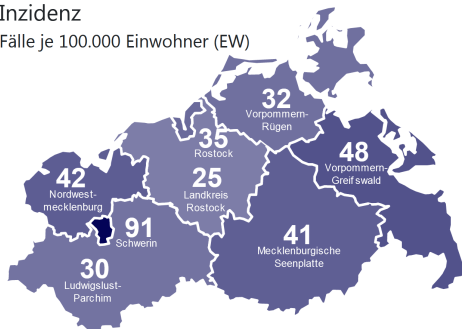 Inzidenz
Fälle je 100.000 Einwohner (EW)
32
Vorpommern-
Rügen
35
Rostock
48
Vorpommern-
Greifswald
42
Nordwest-
mecklenburg
25
Landkreis
Rostock
91
Schwerin
41
Mecklenburgische
Seenplatte
30
Ludwigslust-
Parchim